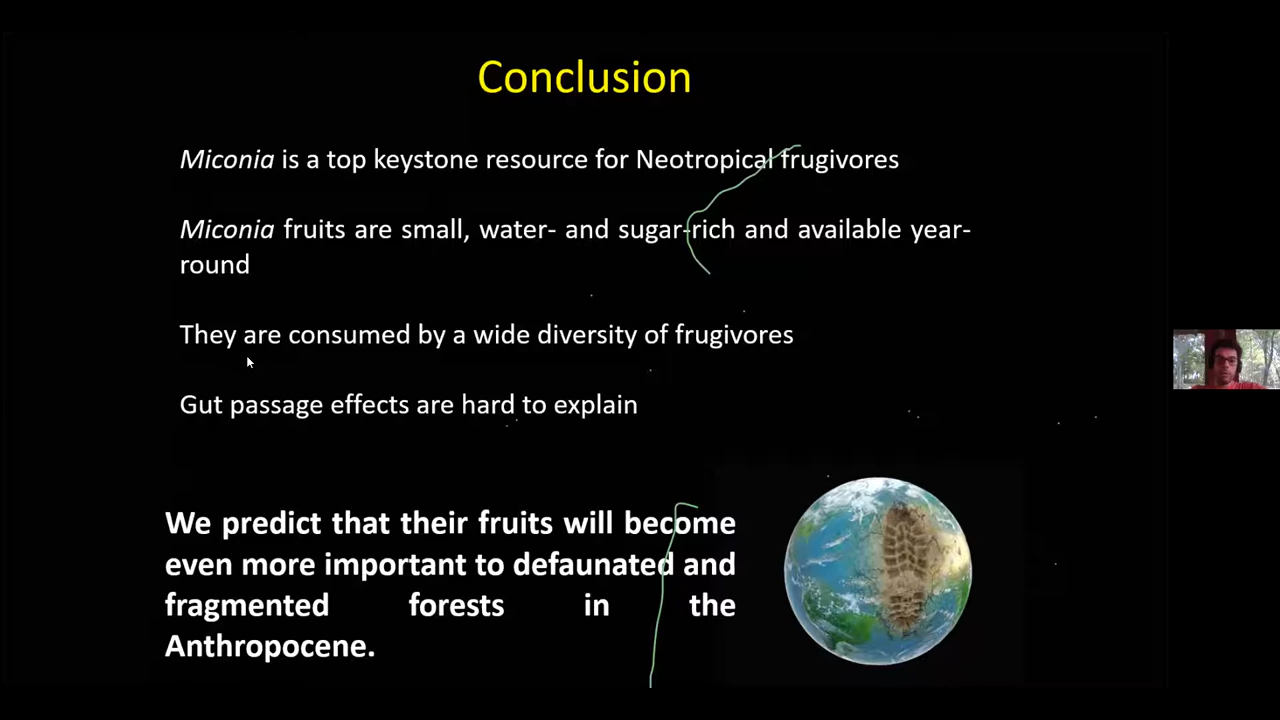 Conclusion
Miconia is a top keystone resource for Neotropical frugivores
Miconia fruits are small, water- and sugar-rich and available year-
round
They are consumed by a wide diversity of frugivores
Gut passage effects are hard to explain
We predict that their fruits will become
even more important to defaunated and
fragmented forests in the
Anthropocene.